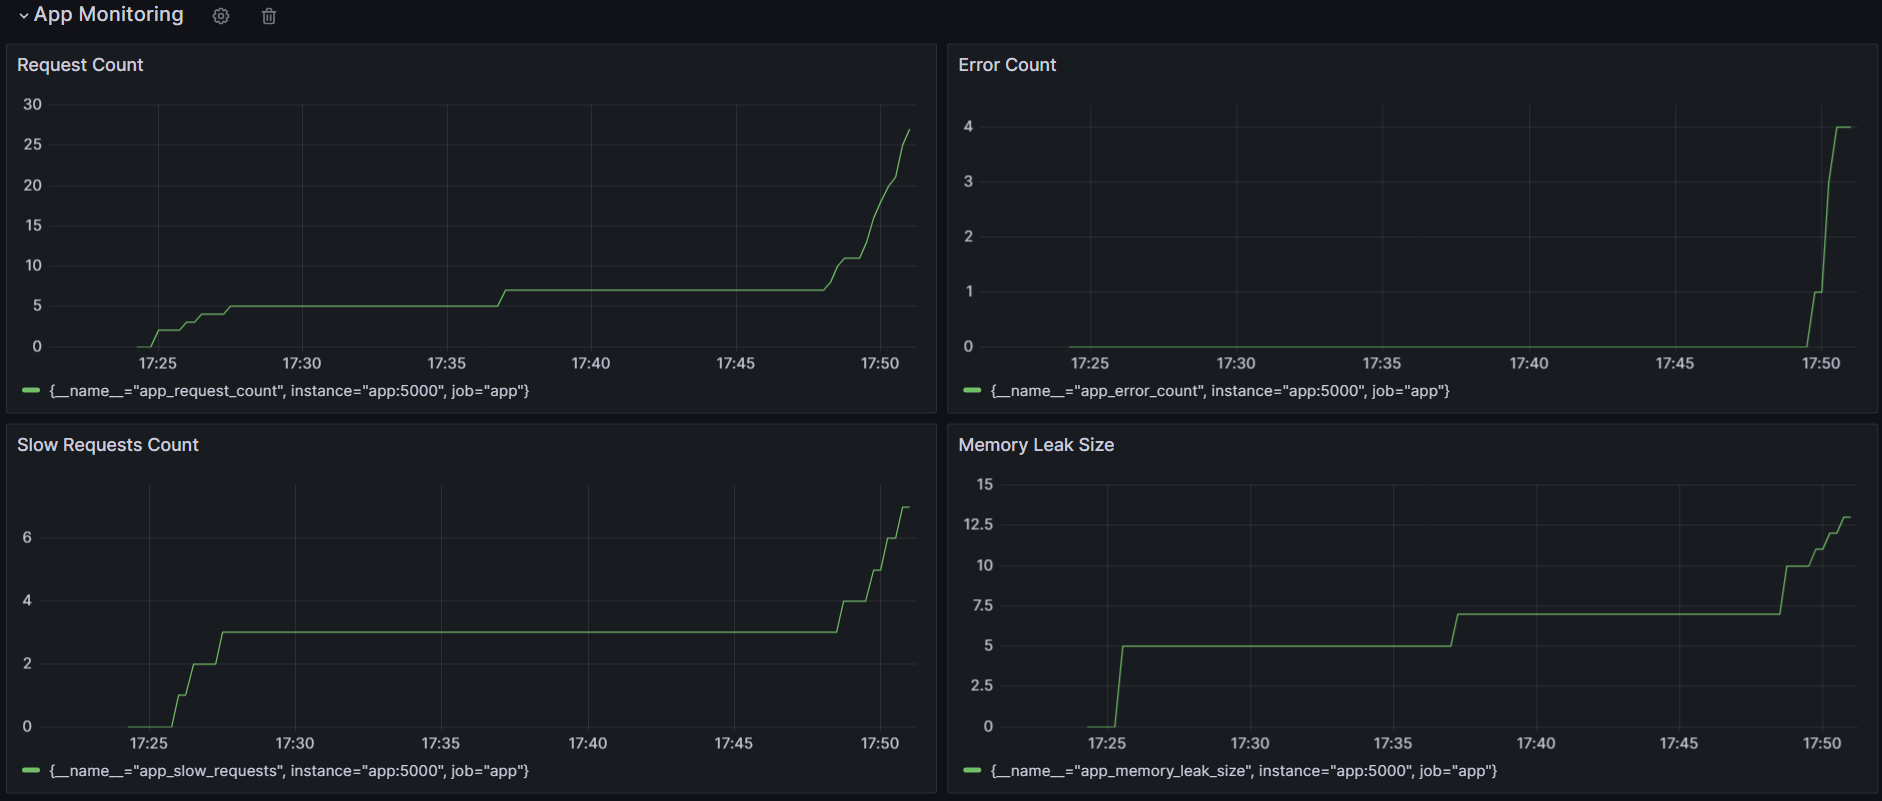 App Monitoring
Request Count
30
25
20
15
10
5
0
17:25 17:30 17:35 17:40 17:45 17:50
{__name__="app_request_count", instance="app:5000", job="app"}
Error Count
4
3
2
1
0
17:25 17:30 17:35 17:40 17:45 17:50
{__name__="app_error_count", instance="app:5000", job="app"}
Slow Requests Count
6
4
2
0
17:25 17:30 17:35 17:40 17:45 17:50
{__name__="app_slow_requests", instance="app:5000", job="app"}
Memory Leak Size
15
12.5
10
7.5
5
2.5
0
17:25 17:30 17:35 17:40 17:45 17:50
{__name__="app_memory_leak_size", instance="app:5000", job="app"}